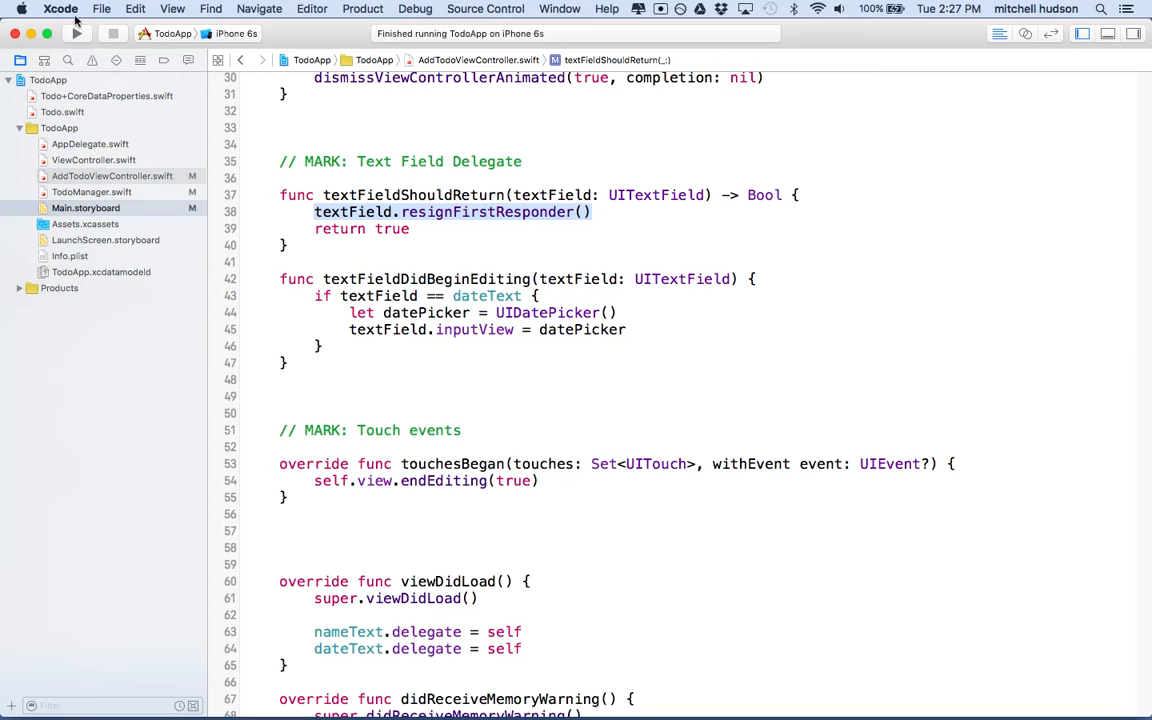 Xcode File Edit View Find Navigate Editor Product Debug Source Control Window Help 100% Tue 2:27 PM mitchell hudson
TodoApp iPhone 6s Finished running TodoApp on iPhone 6s
TodoApp TodoApp AddTodoViewController.swift M textFieldShouldReturn(_:)
TodoApp
Todo+CoreDataProperties.swift
Todo.swift
TodoApp
AppDelegate.swift
ViewController.swift
AddTodoViewController.swift M
TodoManager.swift M
Main.storyboard M
Assets.xcassets
LaunchScreen.storyboard
Info.plist
TodoApp.xcdatamodeld
Products
Filter
30 dismissViewControllerAnimated(true, completion: nil)
31 }
32
33
34
35 // MARK: Text Field Delegate
36
37 func textFieldShouldReturn(textField: UITextField) -> Bool {
38 textField.resignFirstResponder()
39 return true
40 }
41
42 func textFieldDidBeginEditing(textField: UITextField) {
43 if textField == dateText {
44 let datePicker = UIDatePicker()
45 textField.inputView = datePicker
46 }
47 }
48
49
50
51 // MARK: Touch events
52
53 override func touchesBegan(touches: Set<UITouch>, withEvent event: UIEvent?) {
54 self.view.endEditing(true)
55 }
56
57
58
59
60 override func viewDidLoad() {
61 super.viewDidLoad()
62
63 nameText.delegate = self
64 dateText.delegate = self
65 }
66
67 override func didReceiveMemoryWarning() {
68 super.didReceiveMemoryWarning()